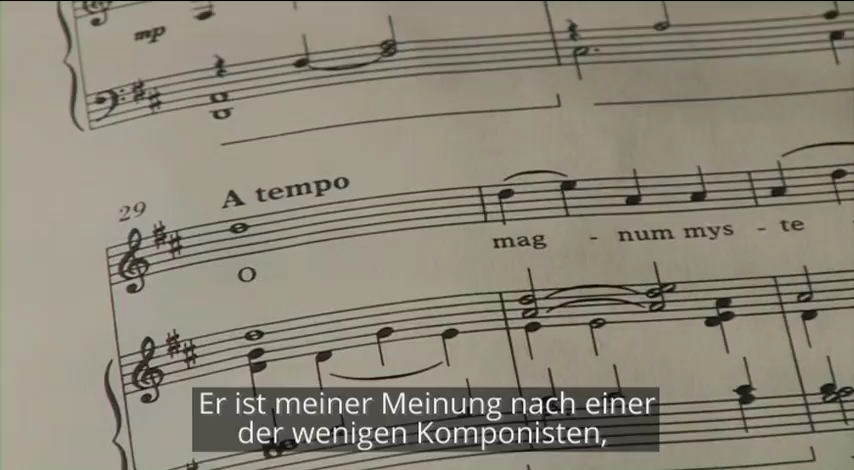 mp
29
A tempo
O mag - num mys - te
Er ist meiner Meinung nach einer
der wenigen Komponisten,